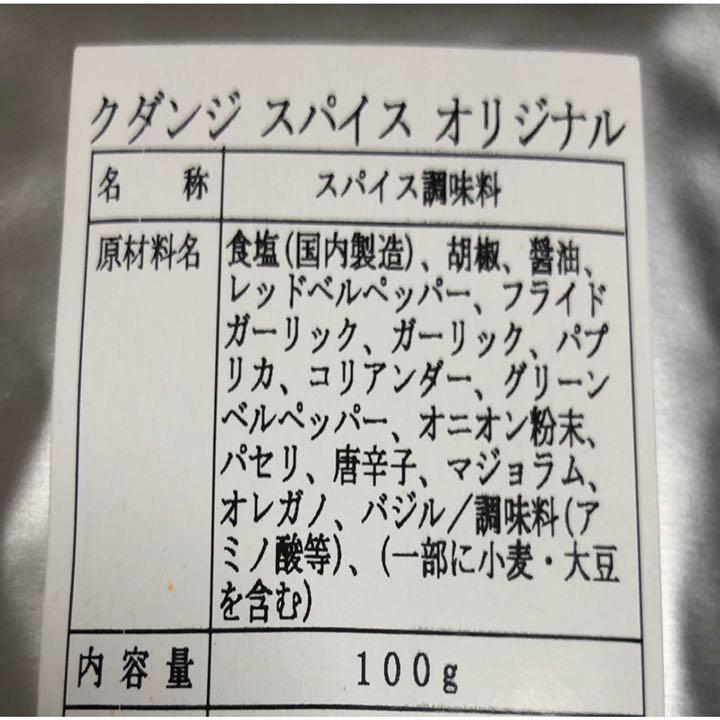 クダンジ スパイス オリジナル
名 称 スパイス調味料
原材料名 食塩(国内製造)、胡椒、醤油、
レッドベルペッパー、フライド
ガーリック、ガーリック、パプ
リカ、コリアンダー、グリーン
ベルペッパー、オニオン粉末、
パセリ、唐辛子、マジョラム、
オレガノ、バジル／調味料(ア
ミノ酸等)、(一部に小麦・大豆
を含む)
内容量 100g